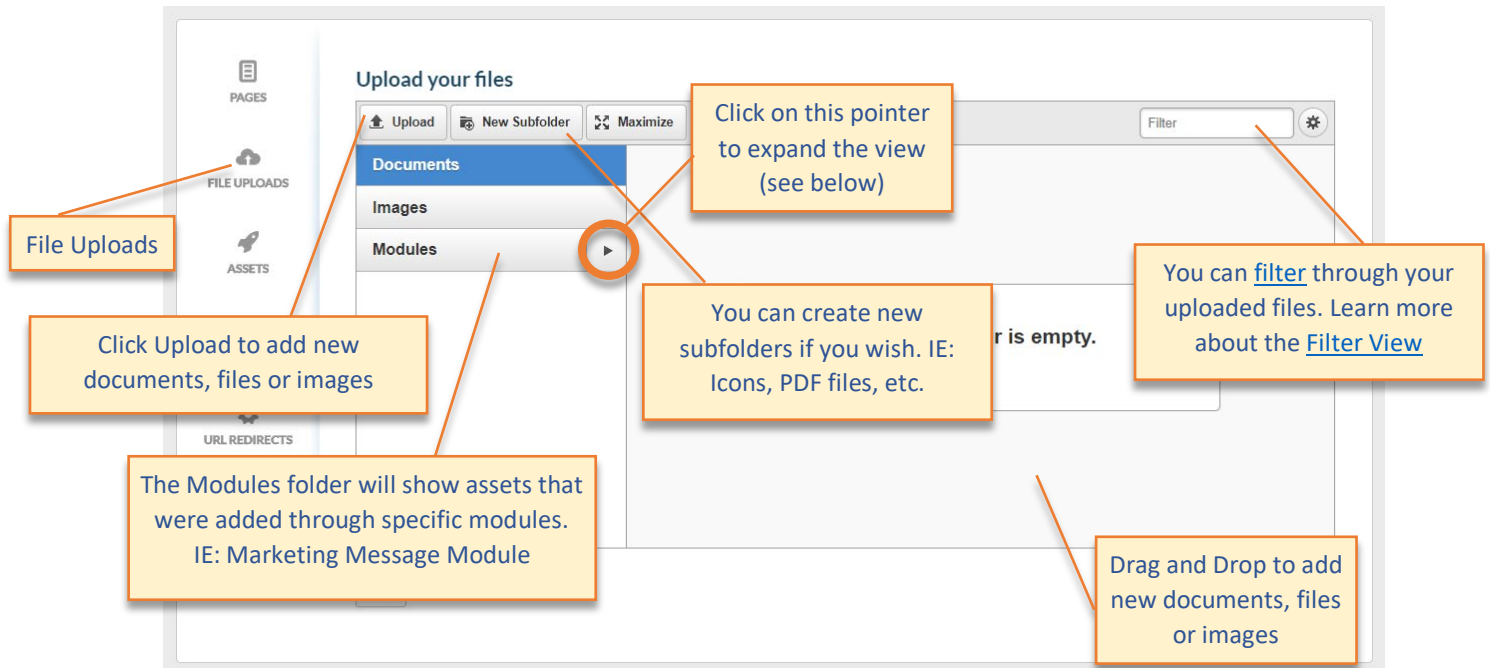 PAGES
FILE UPLOADS
ASSETS
URL REDIRECTS
Upload your files
Upload
New Subfolder
Maximize
Filter
Documents
Images
Modules
r is empty.
Click on this pointer
to expand the view
(see below)
File Uploads
Click Upload to add new
documents, files or images
You can create new
subfolders if you wish. IE:
Icons, PDF files, etc.
You can filter through your
uploaded files. Learn more
about the Filter View
The Modules folder will show assets that
were added through specific modules.
IE: Marketing Message Module
Drag and Drop to add
new documents, files
or images